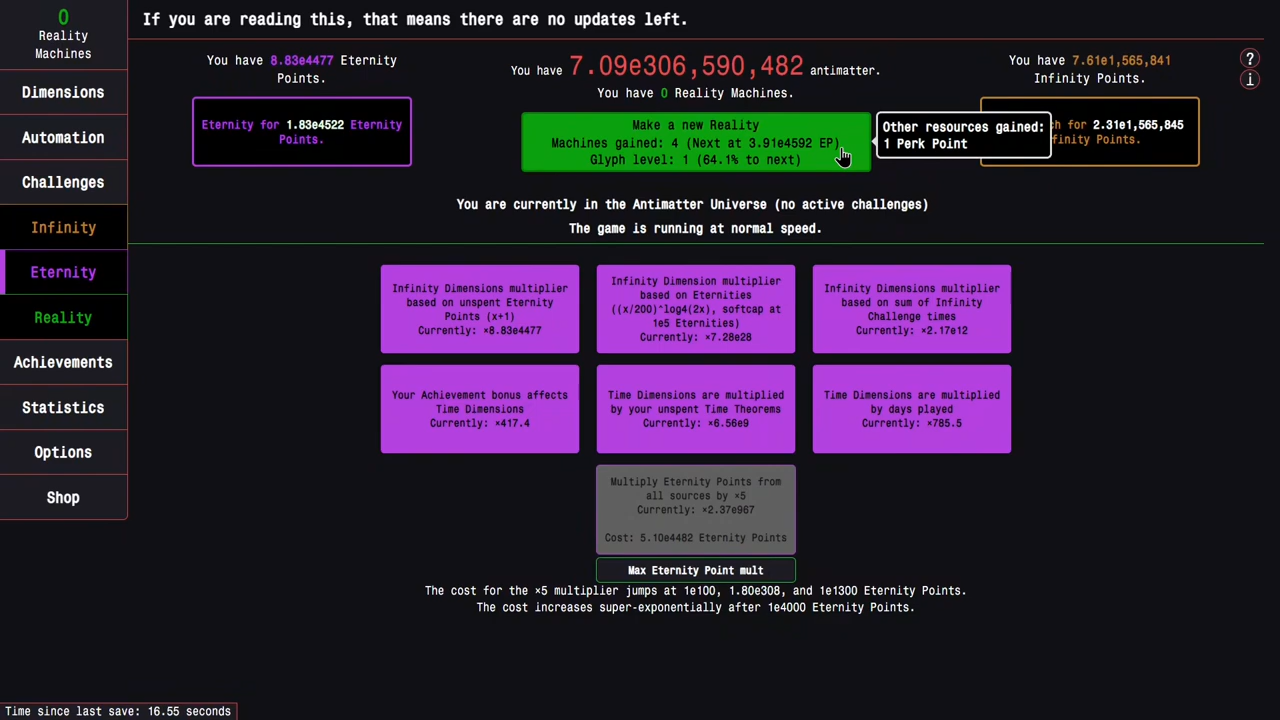 If you are reading this, that means there are no updates left.
0
Reality
Machines
Dimensions
Automation
Challenges
Infinity
Eternity
Reality
Achievements
Statistics
Options
Shop
You have 8.83e4477 Eternity
Points.
Eternity for 1.83e4522 Eternity
Points.
You have 7.09e306,590,482 antimatter.
You have 0 Reality Machines.
Make a new Reality
Machines gained: 4 (Next at 3.91e4592 EP)
Glyph level: 1 (64.1% to next)
Other resources gained:
1 Perk Point
You have 7.61e1,565,841
Infinity Points.
ch for 2.31e1,565,845
finity Points.
?
i
You are currently in the Antimatter Universe (no active challenges)
The game is running at normal speed.
Infinity Dimensions multiplier
based on unspent Eternity
Points (x+1)
Currently: ×8.83e4477
Infinity Dimension multiplier
based on Eternities
((x/200)^log4(2x), softcap at
1e5 Eternities)
Currently: ×7.28e28
Infinity Dimensions multiplier
based on sum of Infinity
Challenge times
Currently: ×2.17e12
Your Achievement bonus affects
Time Dimensions
Currently: ×417.4
Time Dimensions are multiplied
by your unspent Time Theorems
Currently: ×6.56e9
Time Dimensions are multiplied
by days played
Currently: ×785.5
Multiply Eternity Points from
all sources by ×5
Currently: ×2.37e967
Cost: 5.10e4482 Eternity Points
Max Eternity Point mult
The cost for the ×5 multiplier jumps at 1e100, 1.80e308, and 1e1300 Eternity Points.
The cost increases super-exponentially after 1e4000 Eternity Points.
Time since last save: 16.55 seconds